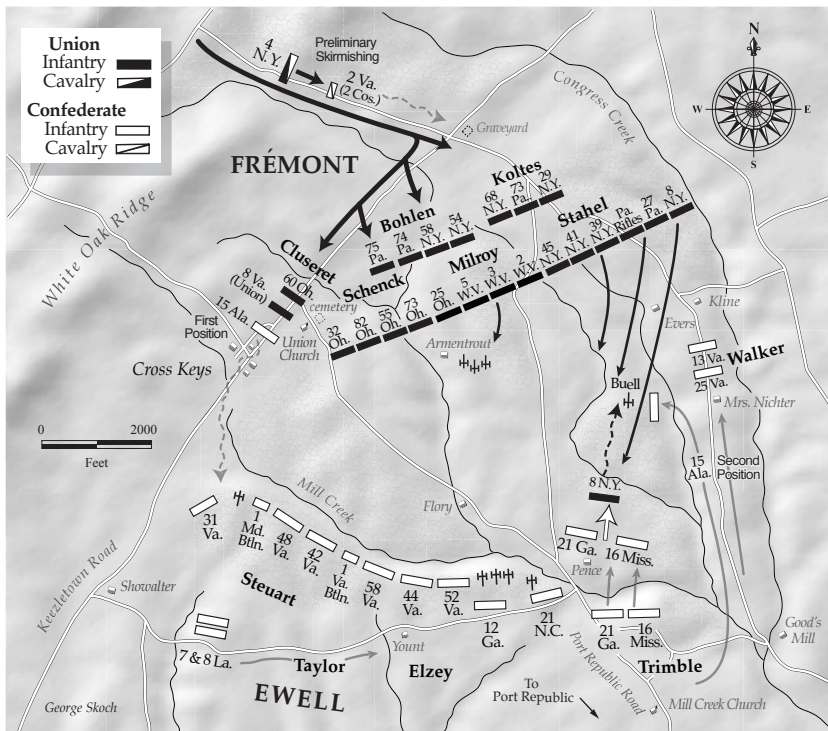 Union
Infantry
Cavalry
Confederate
Infantry
Cavalry
4
N.Y.
Preliminary
Skirmishing
2 Va.
(2 Cos.)
Graveyard
Congress Creek
N
W
E
S
FRÉMONT
White Oak Ridge
Koltes
68
N.Y.
73
Pa.
29
N.Y.
Bohlen
75
Pa.
74
Pa.
58
N.Y.
54
N.Y.
Stahel
45
N.Y.
41
N.Y.
39
N.Y.
Pa.
Rifles
27
Pa.
8
N.Y.
Cluseret
8 Va.
(Union)
60 Oh.
Schenck
32
Oh.
82
Oh.
55
Oh.
73
Oh.
Milroy
25
Oh.
5
W.V.
3
W.V.
2
W.V.
cemetery
15 Ala.
First
Position
Union
Church
Cross Keys
Armentrout
Kline
Evers
13 Va.
Walker
25 Va.
Buell
Mrs. Nichter
0
2000
Feet
15
Ala.
Second
Position
8 N.Y.
Mill Creek
Flory
21 Ga.
16 Miss.
Pence
31
Va.
1
Md.
Btln.
48
Va.
42
Va.
1
Va.
Btln.
58
Va.
44
Va.
52
Va.
12
Ga.
21
N.C.
21
Ga.
16
Miss.
Steuart
Keezletown Road
Showalter
7 & 8 La.
Taylor
Yount
Elzey
Trimble
Good's
Mill
Port Republic Road
EWELL
To
Port Republic
Mill Creek Church
George Skoch